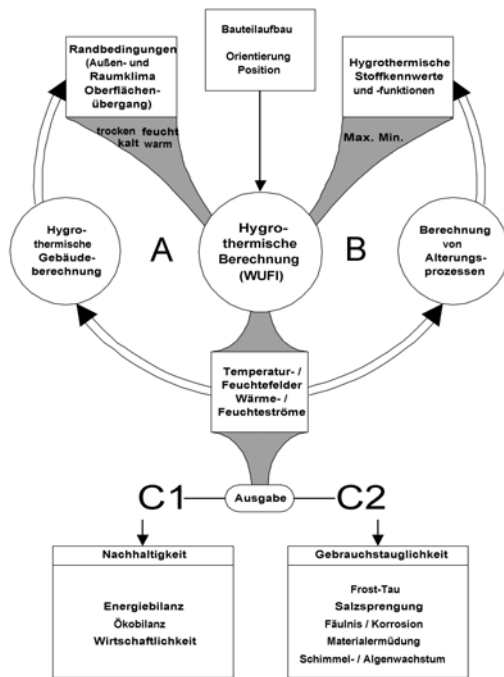 Bauteilaufbau
Orientierung
Position
Randbedingungen
(Außen- und
Raumklima
Oberflächen-
übergang)
Hygrothermische
Stoffkennwerte
und -funktionen
trocken feucht
kalt warm
Max. Min.
Hygro-
thermische
Gebäude-
berechnung
A
Hygro-
thermische
Berechnung
(WUFI)
B
Berechnung
von
Alterungs-
prozessen
Temperatur- /
Feuchtefelder
Wärme- /
Feuchteströme
C1
Ausgabe
C2
Nachhaltigkeit
Energiebilanz
Ökobilanz
Wirtschaftlichkeit
Gebrauchstauglichkeit
Frost-Tau
Salzsprengung
Fäulnis / Korrosion
Materialermüdung
Schimmel- / Algenwachstum